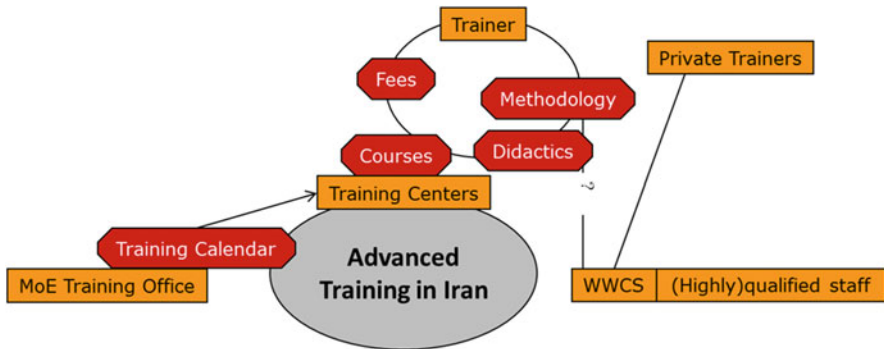 Trainer
Private Trainers
Fees
Methodology
Courses
Didactics
?
Training Centers
Training Calendar
Advanced
Training in Iran
MoE Training Office
WWCS
(Highly)qualified staff